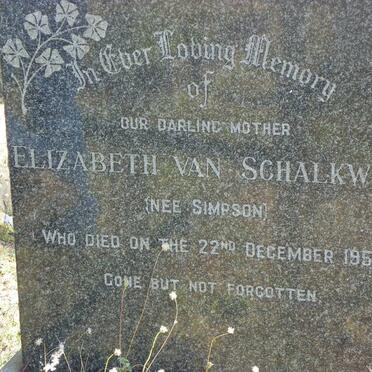 In Ever Loving Memory
of
OUR DARLING MOTHER
ELIZABETH VAN SCHALKW
(NEE SIMPSON)
WHO DIED ON THE 22ND DECEMBER 195
GONE BUT NOT FORGOTTEN